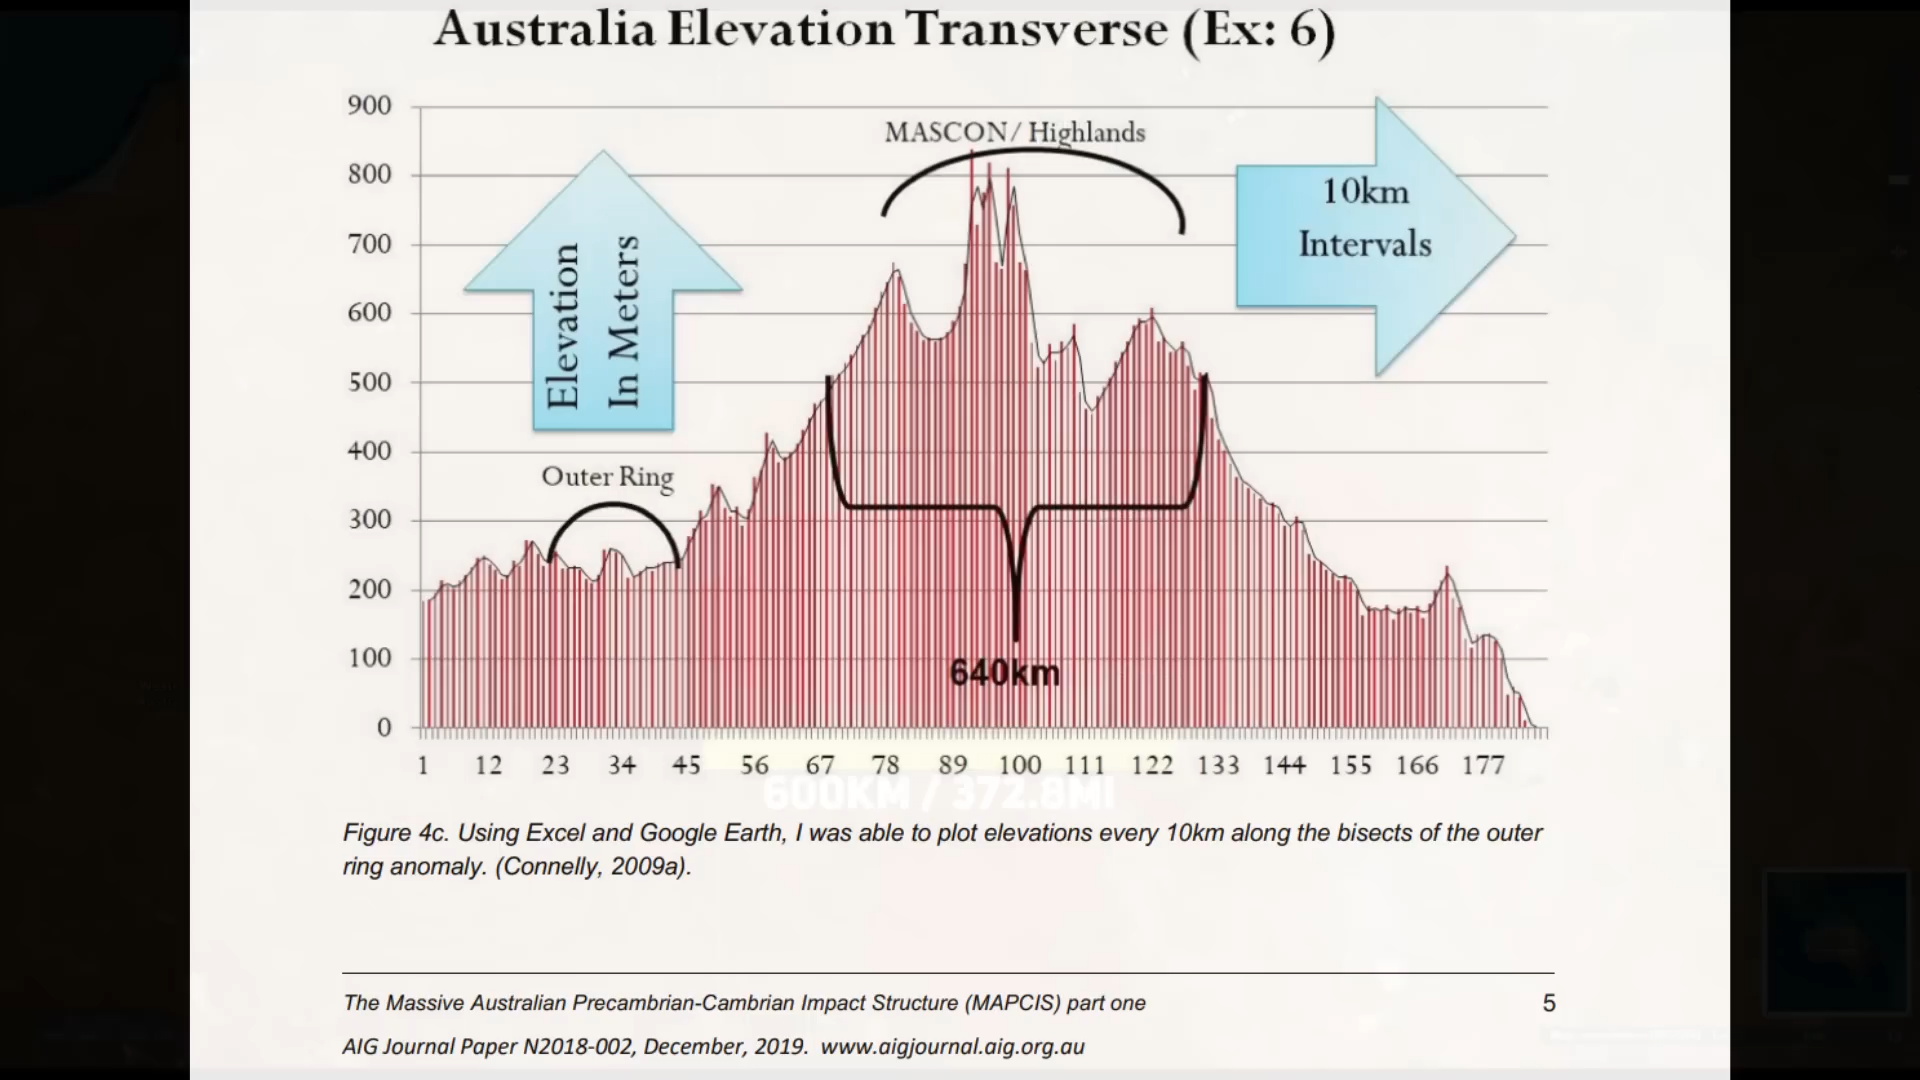 Australia Elevation Transverse (Ex: 6)
900
800
700
600
500
400
300
200
100
0
MASCON/ Highlands
10km
Intervals
Elevation
In Meters
Outer Ring
640km
1 12 23 34 45 56 67 78 89 100 111 122 133 144 155 166 177
600KM / 372.8MI
Figure 4c. Using Excel and Google Earth, I was able to plot elevations every 10km along the bisects of the outer
ring anomaly. (Connelly, 2009a).
The Massive Australian Precambrian-Cambrian Impact Structure (MAPCIS) part one 5
AIG Journal Paper N2018-002, December, 2019. www.aigjournal.aig.org.au